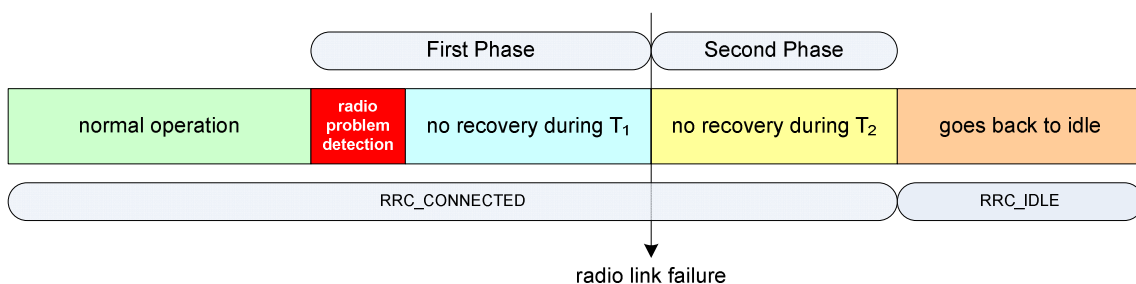 First Phase
Second Phase
normal operation
radio
problem
detection
no recovery during T₁
no recovery during T₂
goes back to idle
RRC_CONNECTED
RRC_IDLE
radio link failure